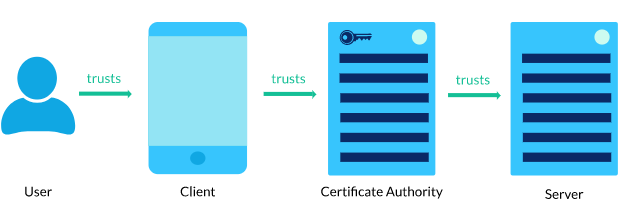 trusts
trusts
trusts
User
Client
Certificate Authority
Server